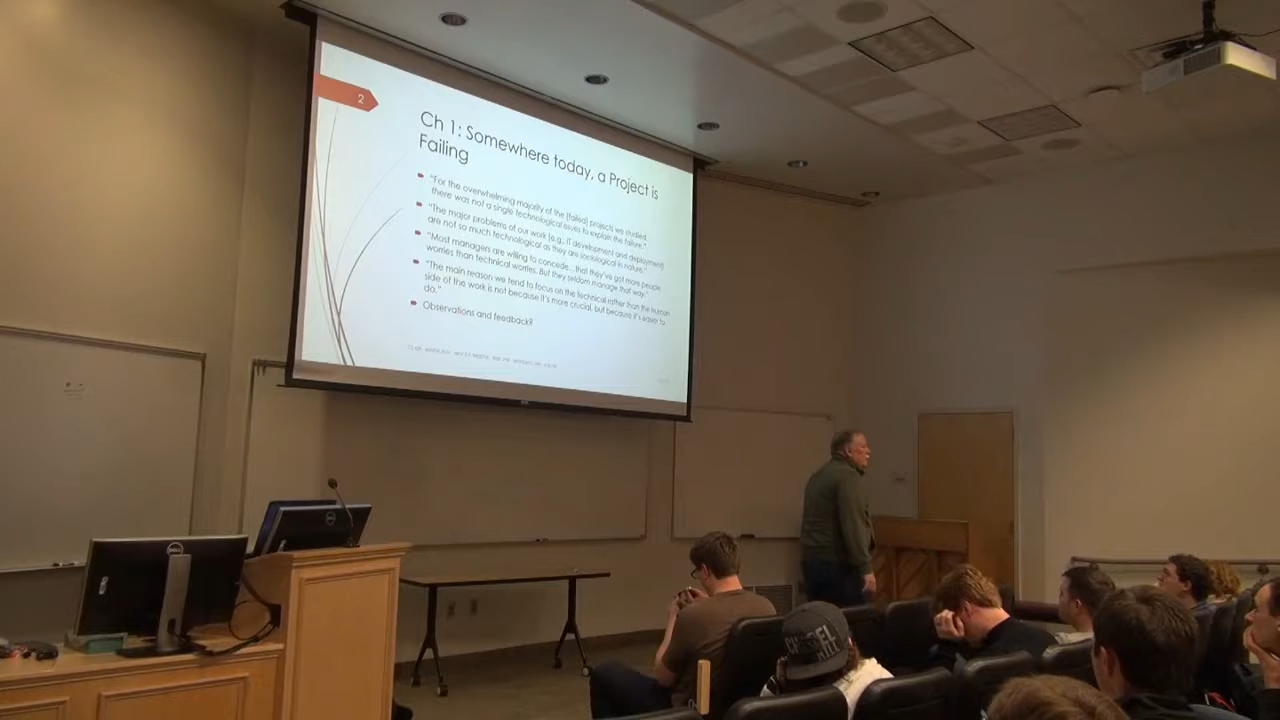 2
Ch 1: Somewhere today, a Project is
Failing
"For the overwhelming majority of the (failed) projects we studied,
there was not a single technological issues to explain the failure."
"The major problems of our work (e.g., IT development and deployment)
are not so much technological as they are sociological in nature."
"Most managers are willing to concede...that they've got more people
worries than technical worries. But they seldom manage that way."
"The main reason we tend to focus on the technical rather than the human
side of the work is not because it's more crucial, but because it's easier to
do."
Observations and feedback?
DELL
DELL
CHAPEL